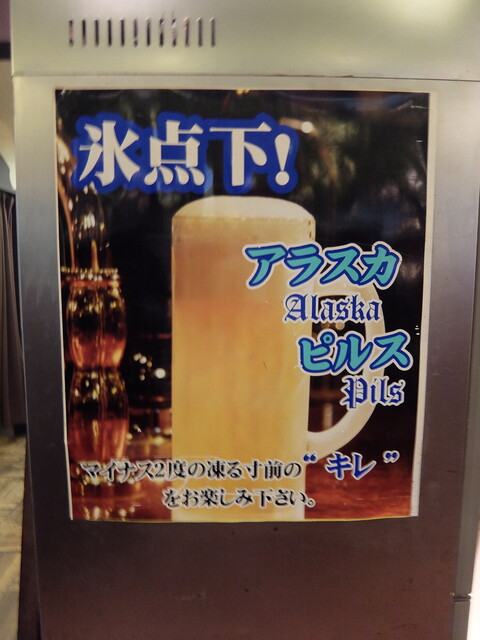 氷点下!
アラスカ
Alaska
ピルス
Pils
マイナス2度の凍る寸前の“キレ”
をお楽しみ下さい。